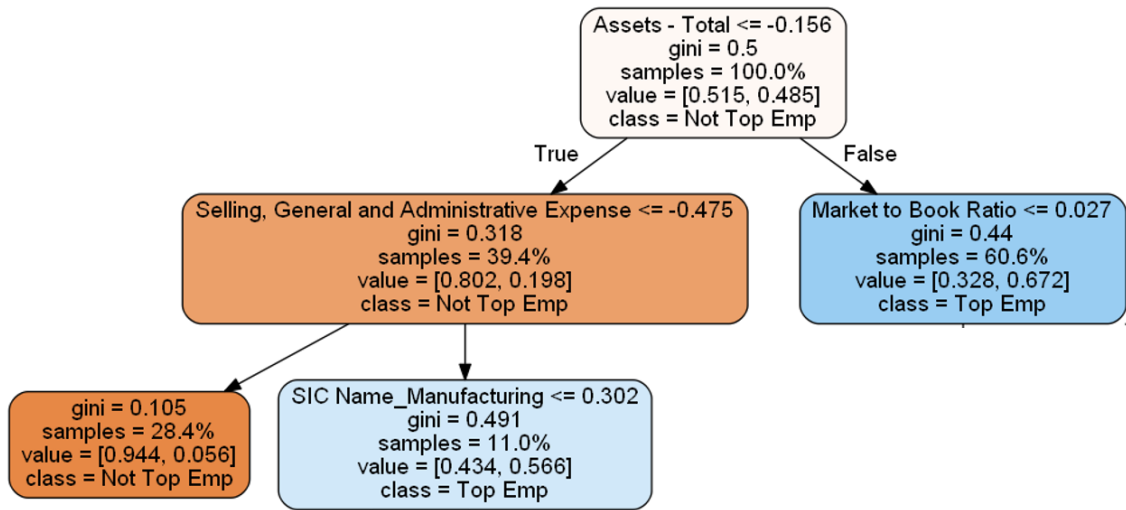 Assets - Total <= -0.156
gini = 0.5
samples = 100.0%
value = [0.515, 0.485]
class = Not Top Emp
True
False
Selling, General and Administrative Expense <= -0.475
gini = 0.318
samples = 39.4%
value = [0.802, 0.198]
class = Not Top Emp
Market to Book Ratio <= 0.027
gini = 0.44
samples = 60.6%
value = [0.328, 0.672]
class = Top Emp
gini = 0.105
samples = 28.4%
value = [0.944, 0.056]
class = Not Top Emp
SIC Name_Manufacturing <= 0.302
gini = 0.491
samples = 11.0%
value = [0.434, 0.566]
class = Top Emp